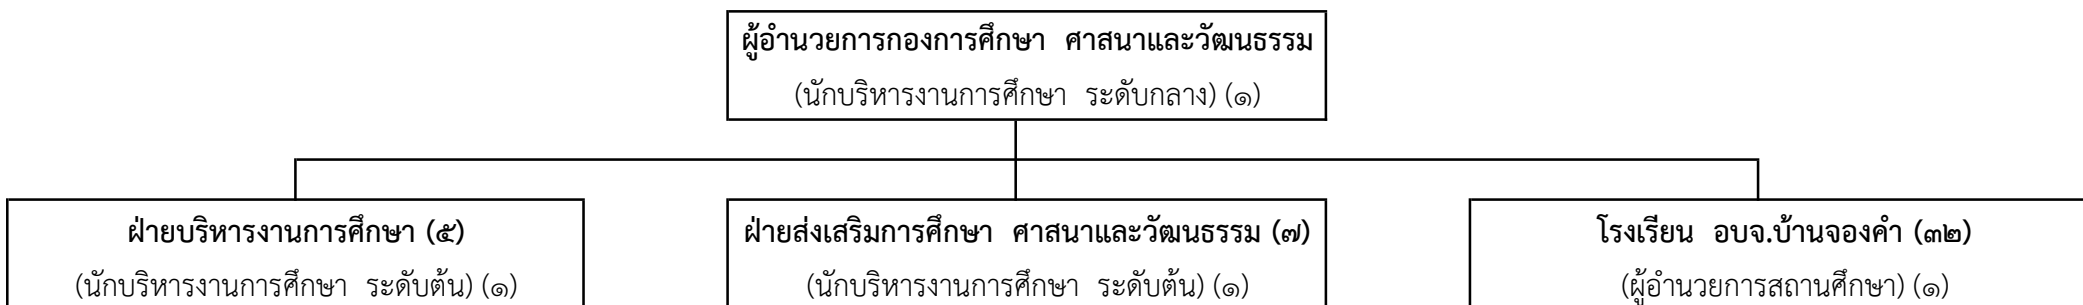 ผู้อำนวยการกองการศึกษา ศาสนาและวัฒนธรรม
(นักบริหารงานการศึกษา ระดับกลาง) (๑)
ฝ่ายบริหารงานการศึกษา (๕)
(นักบริหารงานการศึกษา ระดับต้น) (๑)
ฝ่ายส่งเสริมการศึกษา ศาสนาและวัฒนธรรม (๗)
(นักบริหารงานการศึกษา ระดับต้น) (๑)
โรงเรียน อบจ.บ้านจองคำ (๓๒)
(ผู้อำนวยการสถานศึกษา) (๑)